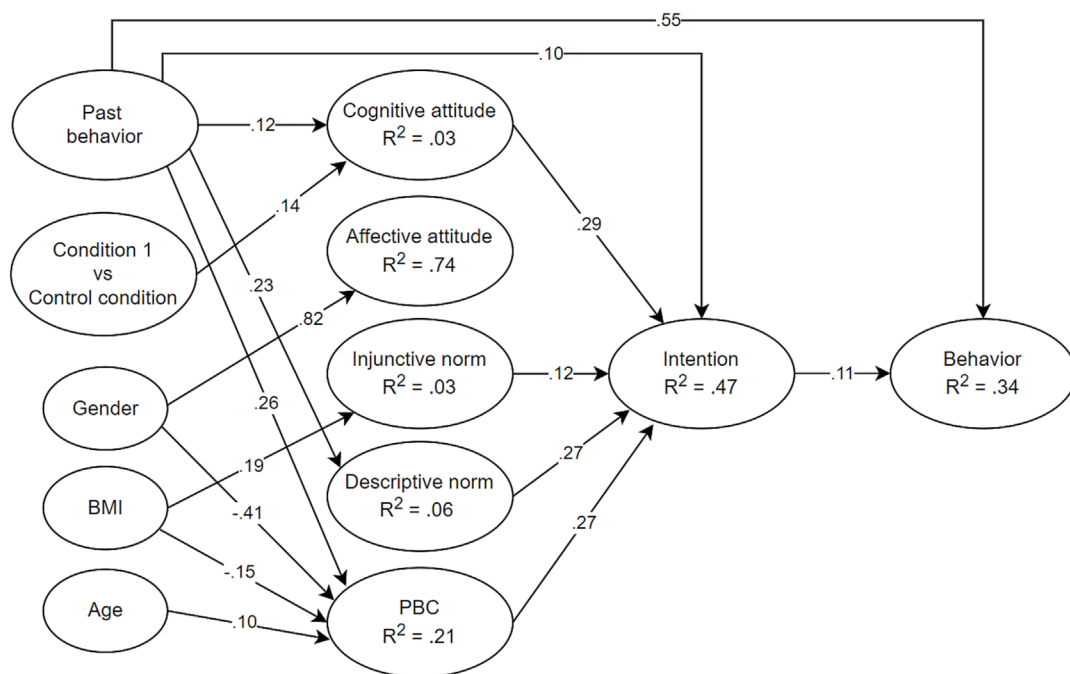 .55
.10
Past
behavior
.12
Cognitive attitude
R² = .03
.14
Condition 1
vs
Control condition
Affective attitude
R² = .74
.29
.23
.82
Injunctive norm
R² = .03
.12
Intention
R² = .47
.11
Behavior
R² = .34
Gender
.26
.19
BMI
Descriptive norm
R² = .06
.27
-.41
.27
-.15
Age
.10
PBC
R² = .21